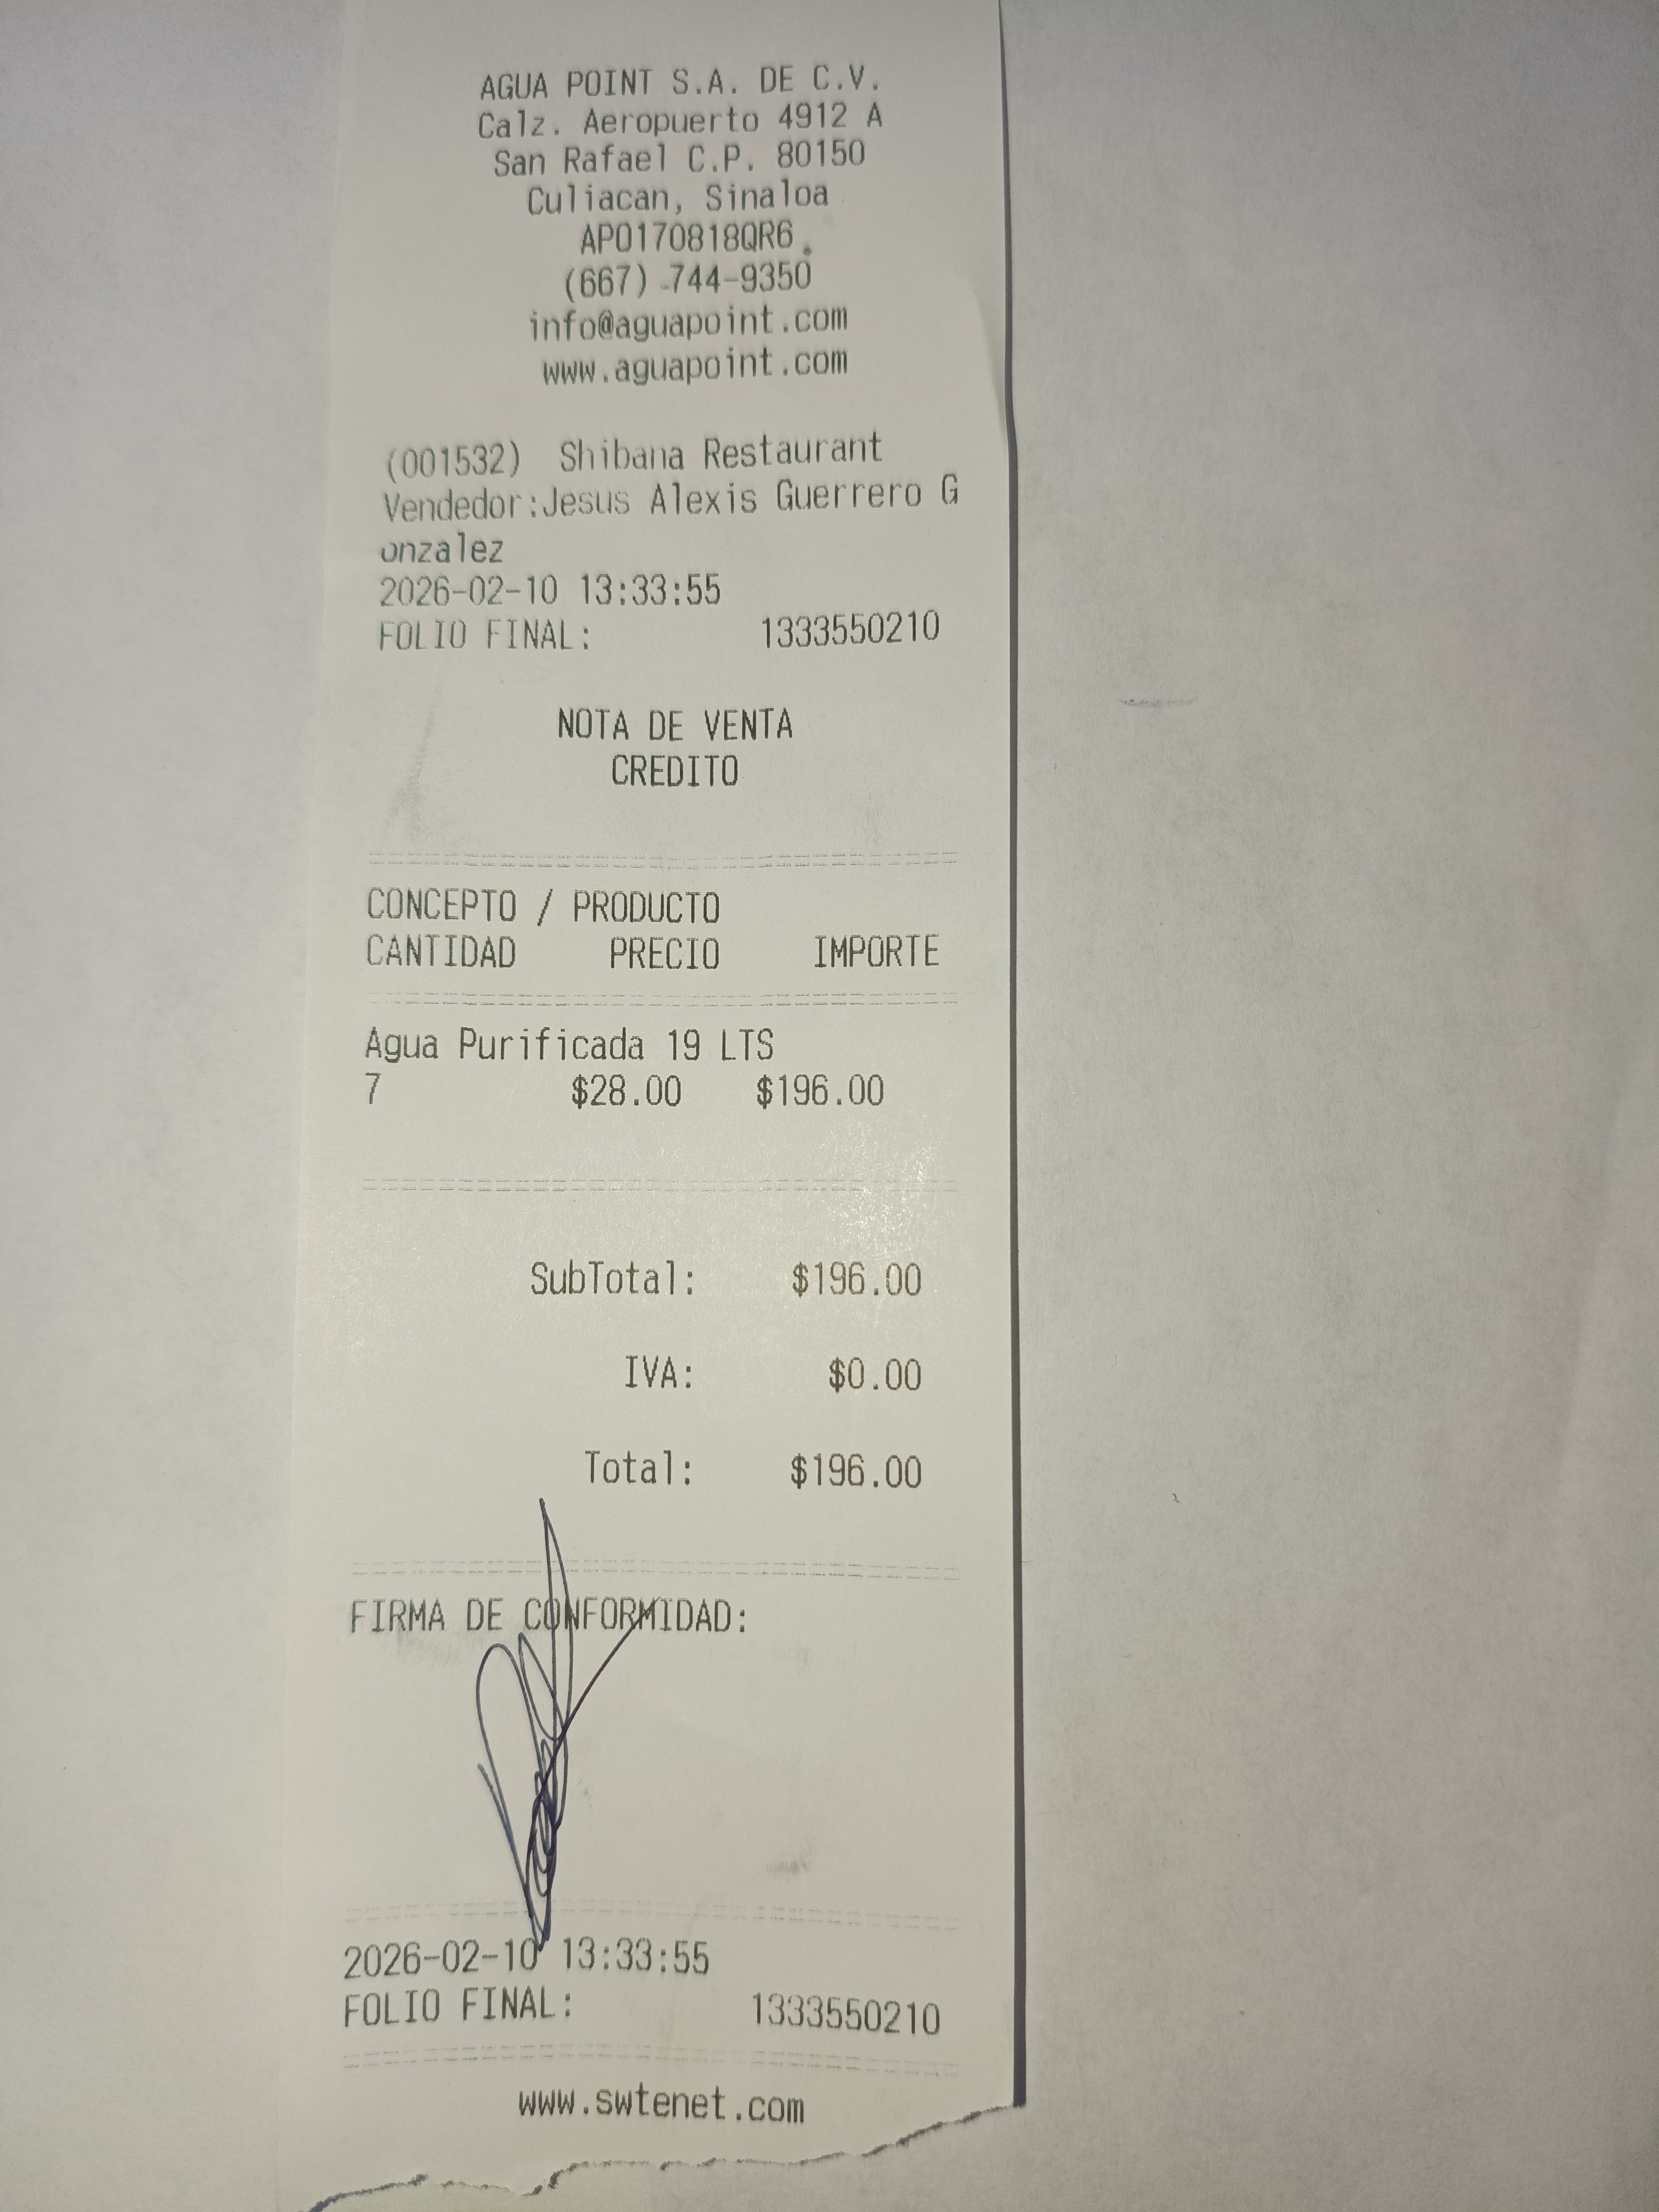 AGUA POINT S.A. DE C.V.
Calz. Aeropuerto 4912 A
San Rafael C.P. 80150
Culiacan, Sinaloa
APO170818QR6
(667) 744-9350
info@aguapoint.com
www.aguapoint.com
(001532) Shibana Restaurant
Vendedor:Jesus Alexis Guerrero G
onzalez
2026-02-10 13:33:55
FOLIO FINAL: 1333550210
NOTA DE VENTA
CREDITO
CONCEPTO / PRODUCTO
CANTIDAD PRECIO IMPORTE
Agua Purificada 19 LTS
7 $28.00 $196.00
SubTotal: $196.00
IVA: $0.00
Total: $196.00
FIRMA DE CONFORMIDAD:
2026-02-10 13:33:55
FOLIO FINAL: 1333550210
www.swtenet.com